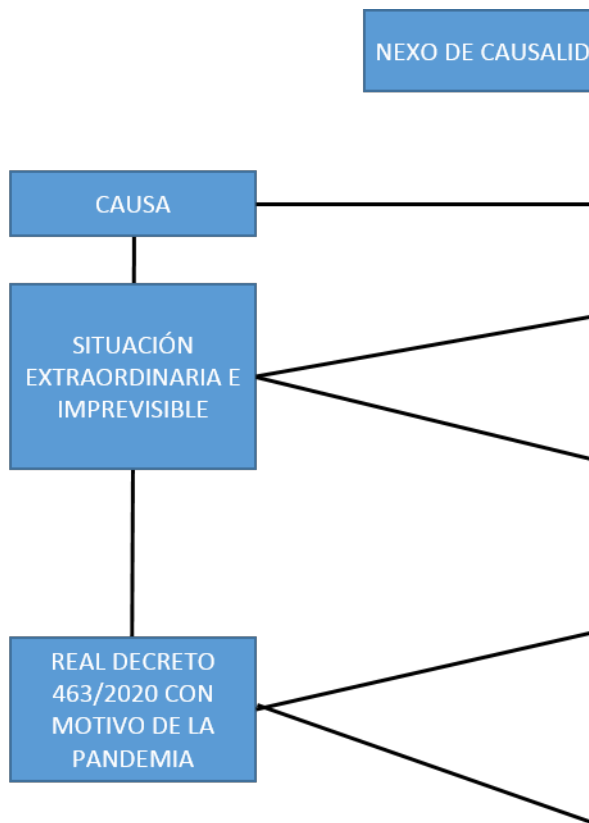 NEXO DE CAUSALID
CAUSA
SITUACIÓN
EXTRAORDINARIA E
IMPREVISIBLE
REAL DECRETO
463/2020 CON
MOTIVO DE LA
PANDEMIA